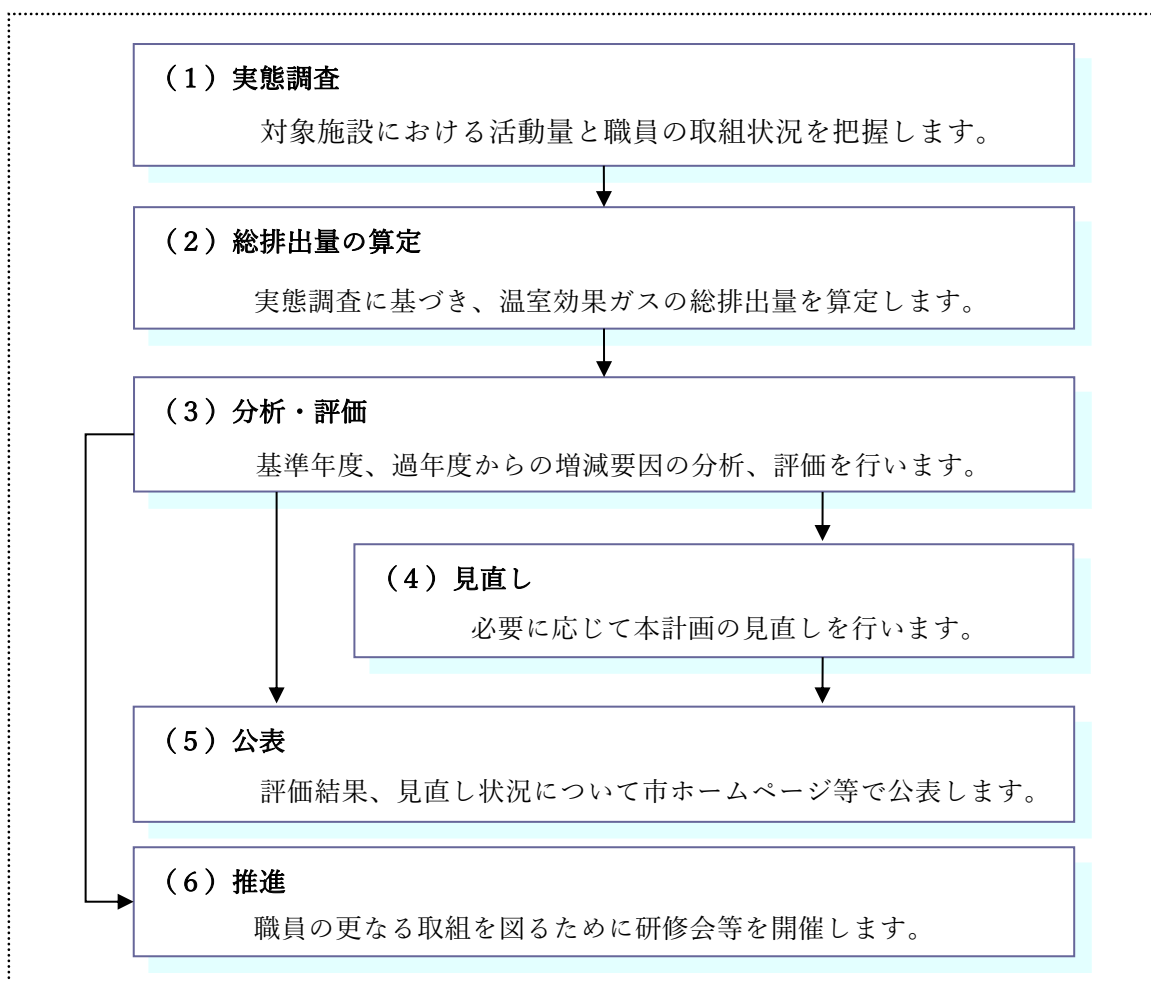 （１）実態調査
対象施設における活動量と職員の取組状況を把握します。
（２）総排出量の算定
実態調査に基づき、温室効果ガスの総排出量を算定します。
（３）分析・評価
基準年度、過年度からの増減要因の分析、評価を行います。
（４）見直し
必要に応じて本計画の見直しを行います。
（５）公表
評価結果、見直し状況について市ホームページ等で公表します。
（６）推進
職員の更なる取組を図るために研修会等を開催します。